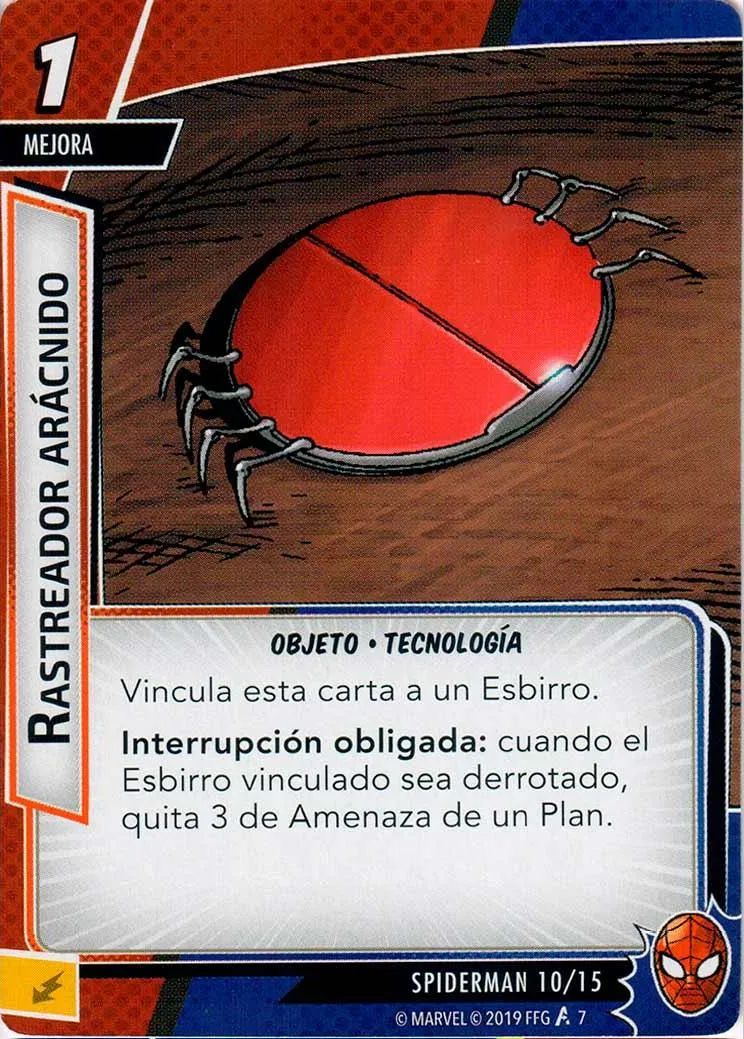 1
MEJORA
RASTREADOR ARÁCNIDO
OBJETO • TECNOLOGÍA
Vincula esta carta a un Esbirro.
Interrupción obligada: cuando el
Esbirro vinculado sea derrotado,
quita 3 de Amenaza de un Plan.
SPIDERMAN 10/15
© MARVEL © 2019 FFG 7